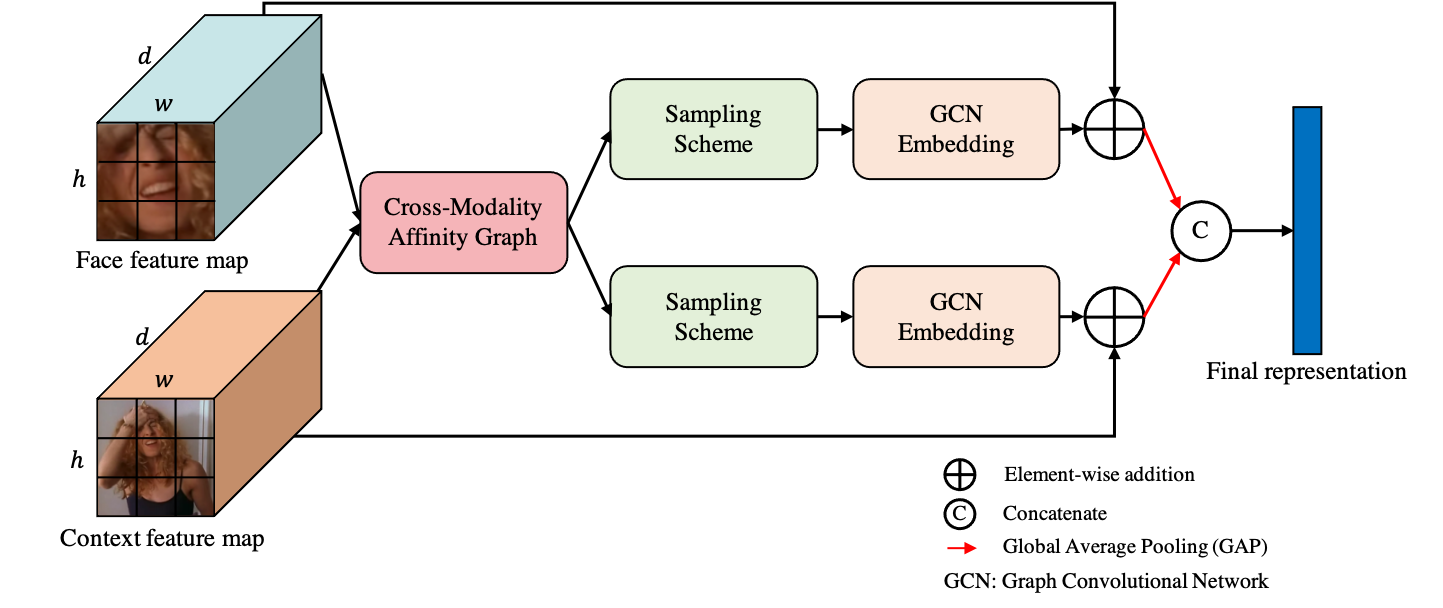 d
w
h
Face feature map
d
w
h
Context feature map
Cross-Modality
Affinity Graph
Sampling
Scheme
GCN
Embedding
Sampling
Scheme
GCN
Embedding
C
Final representation
Element-wise addition
C
Concatenate
Global Average Pooling (GAP)
GCN: Graph Convolutional Network